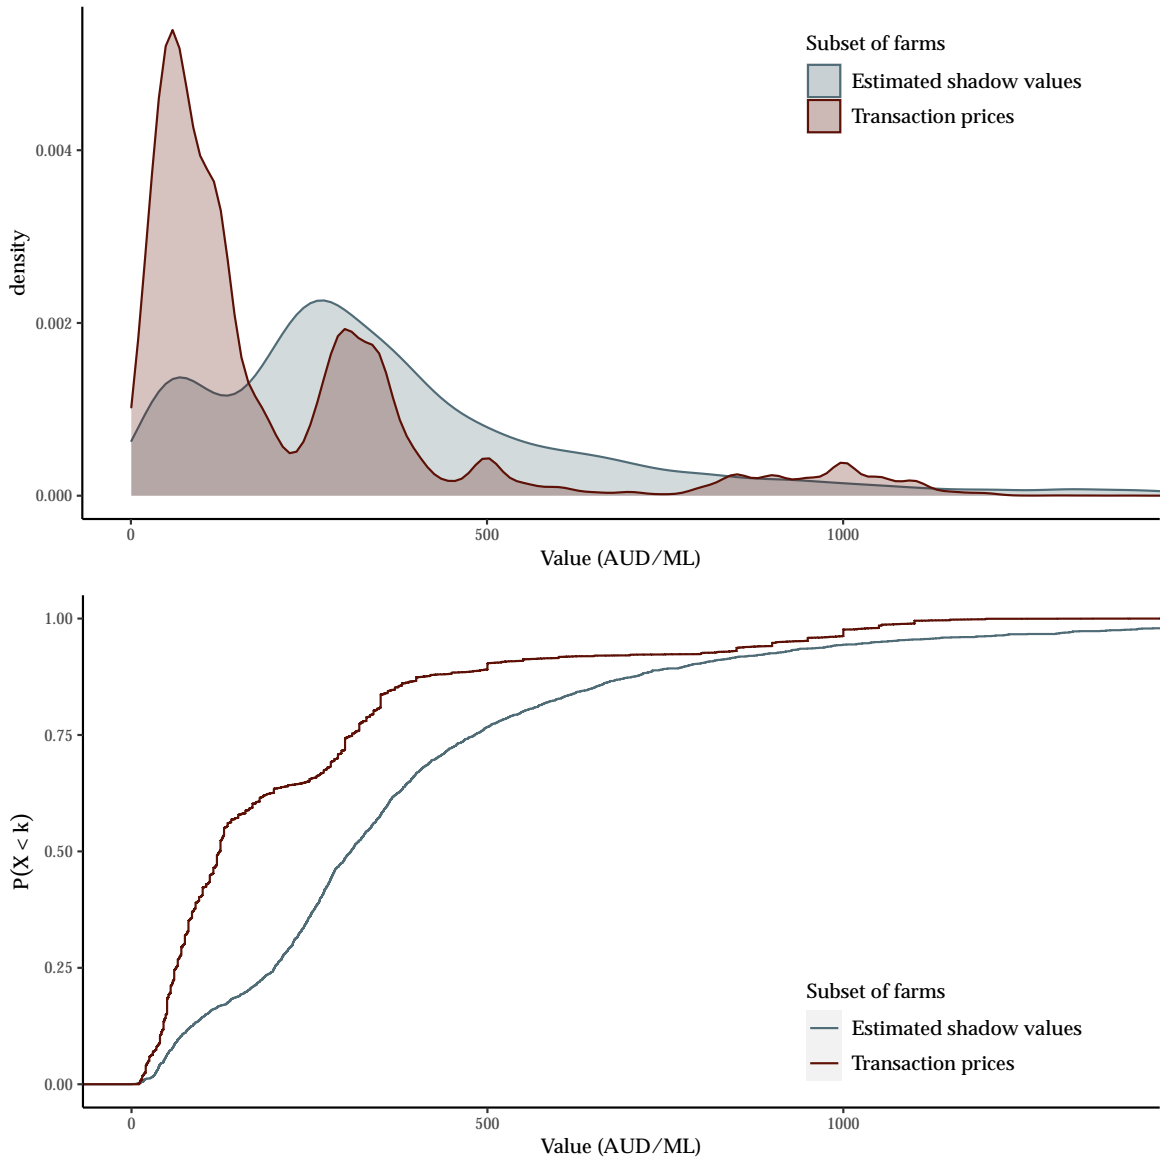 Subset of farms
Estimated shadow values
Transaction prices
0.004
0.002
0.000
density
0
500
1000
Value (AUD/ML)
1.00
0.75
0.50
0.25
0.00
P(X < k)
Subset of farms
Estimated shadow values
Transaction prices
0
500
1000
Value (AUD/ML)